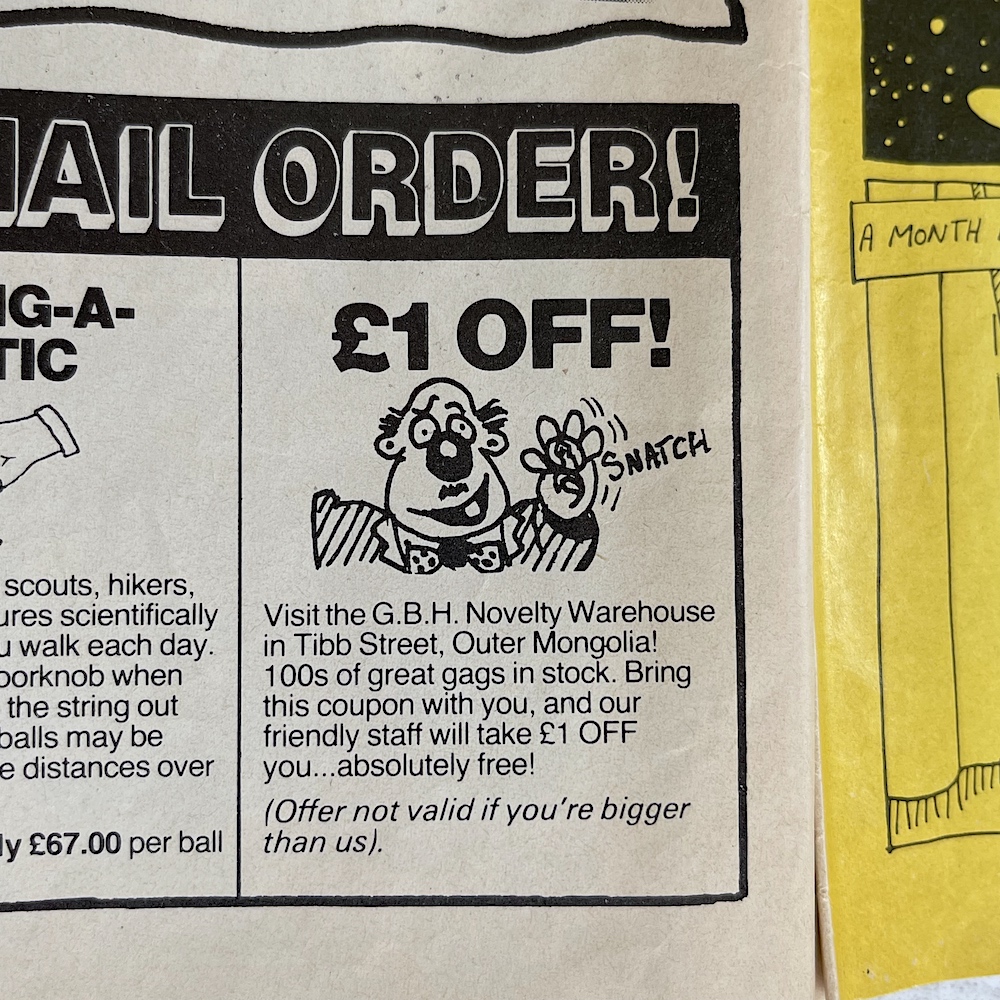 MAIL ORDER!
IG-A-
TIC
scouts, hikers,
ures scientifically
u walk each day.
oorknob when
the string out
balls may be
e distances over
ly £67.00 per ball
£1 OFF!
SNATCH
Visit the G.B.H. Novelty Warehouse
in Tibb Street, Outer Mongolia!
100s of great gags in stock. Bring
this coupon with you, and our
friendly staff will take £1 OFF
you...absolutely free!
(Offer not valid if you're bigger
than us).
A MONTH